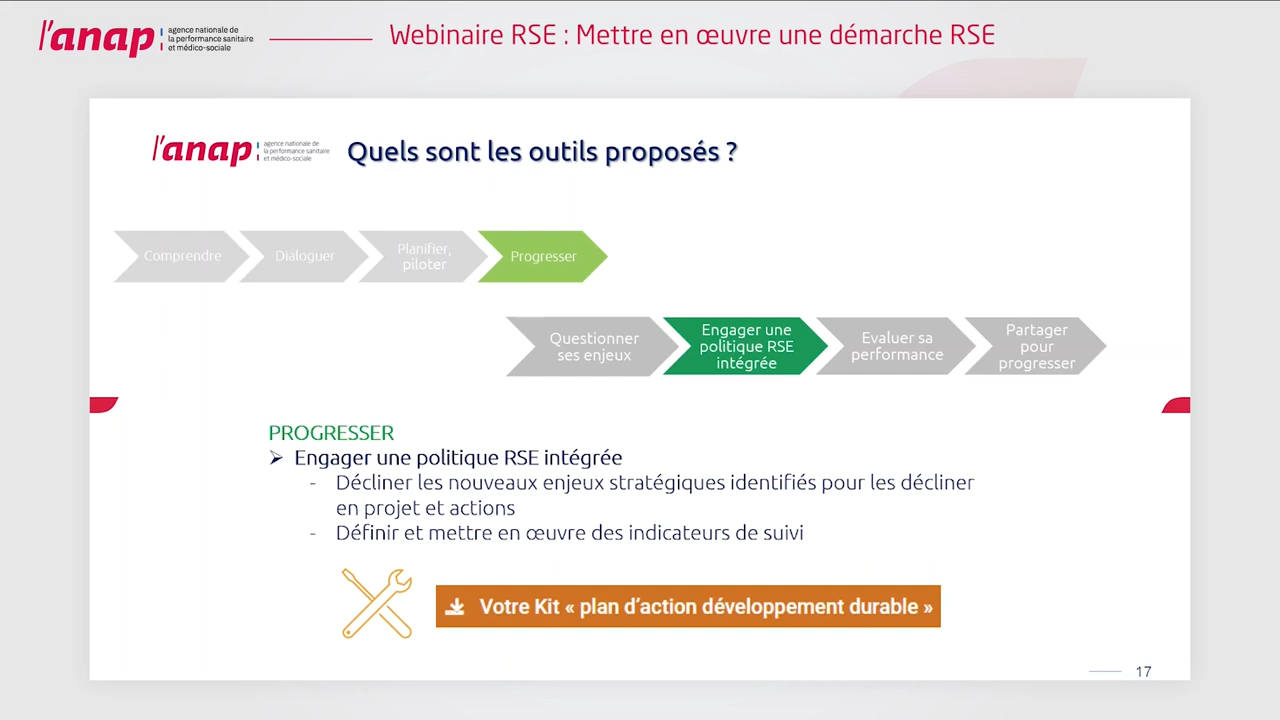 l'anap
agence nationale de
la performance sanitaire
et médico-sociale
Webinaire RSE : Mettre en œuvre une démarche RSE
l'anap
agence nationale de
la performance sanitaire
et médico-sociale
Quels sont les outils proposés ?
Comprendre
Dialoguer
Planifier,
piloter
Progresser
Questionner
ses enjeux
Engager une
politique RSE
intégrée
Evaluer sa
performance
Partager
pour
progresser
PROGRESSER
➢ Engager une politique RSE intégrée
- Décliner les nouveaux enjeux stratégiques identifiés pour les décliner
en projet et actions
- Définir et mettre en œuvre des indicateurs de suivi
Votre Kit « plan d'action développement durable »
17